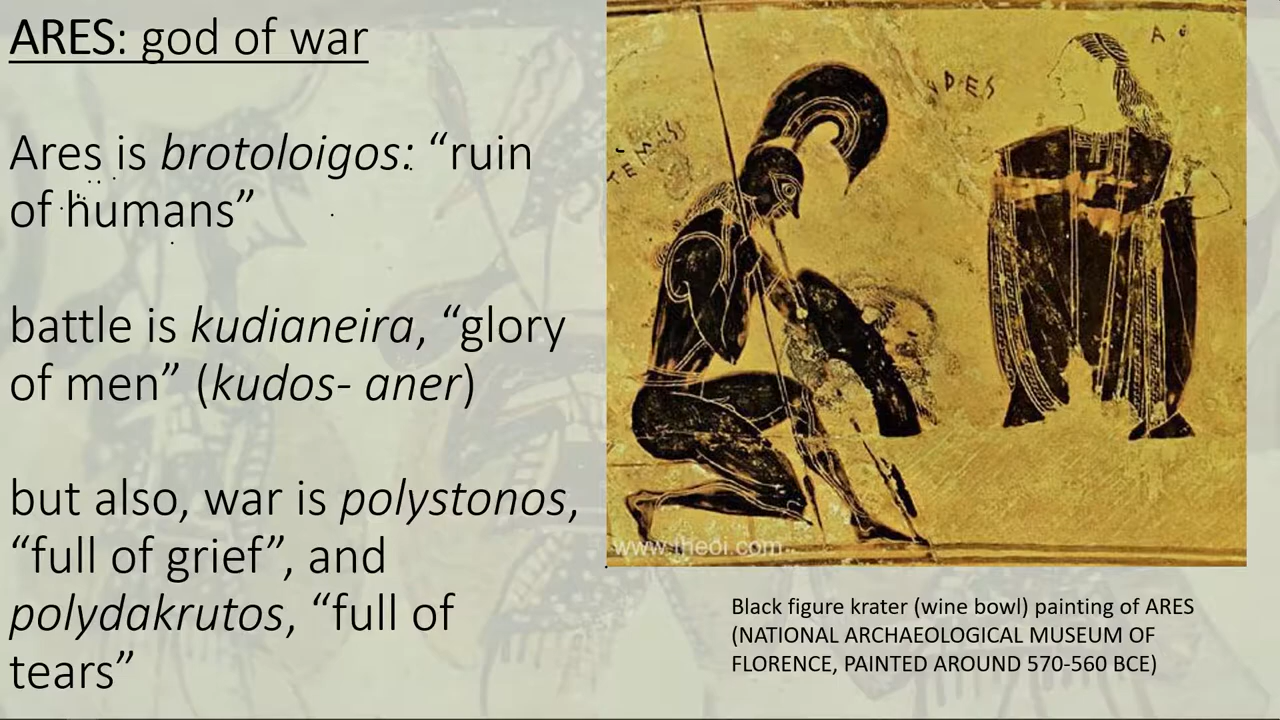 ARES: god of war
Ares is brotoloigos: “ruin
of humans”
battle is kudianeira, “glory
of men” (kudos- aner)
but also, war is polystonos,
“full of grief”, and
polydakrutos, “full of
tears”
TEMIS
DES
A
www.theoi.com
Black figure krater (wine bowl) painting of ARES
(NATIONAL ARCHAEOLOGICAL MUSEUM OF
FLORENCE, PAINTED AROUND 570-560 BCE)